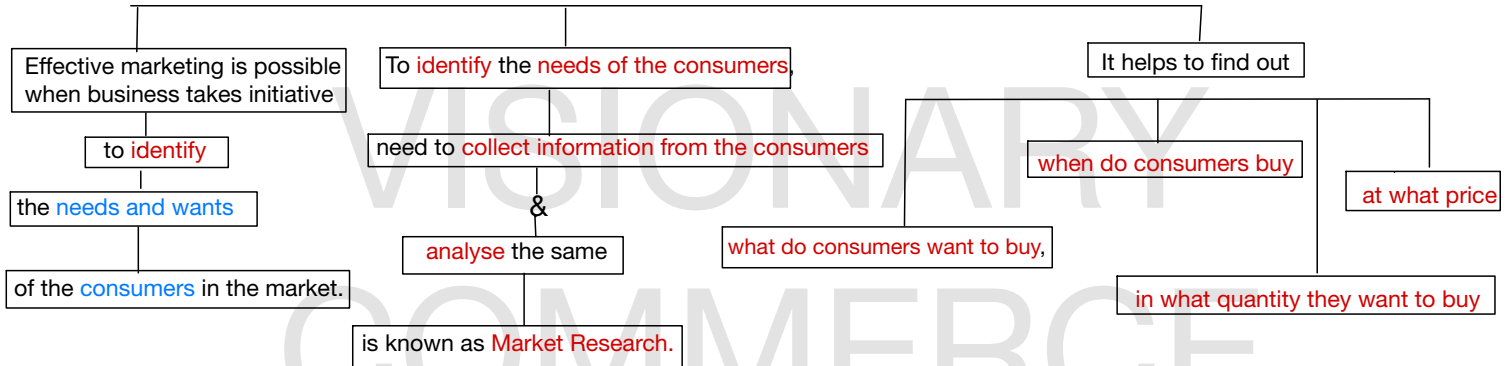 Effective marketing is possible
when business takes initiative
to identify
the needs and wants
of the consumers in the market.
To identify the needs of the consumers,
need to collect information from the consumers
&
analyse the same
is known as Market Research.
It helps to find out
what do consumers want to buy,
when do consumers buy
in what quantity they want to buy
at what price
VISIONARY
COMMERCE